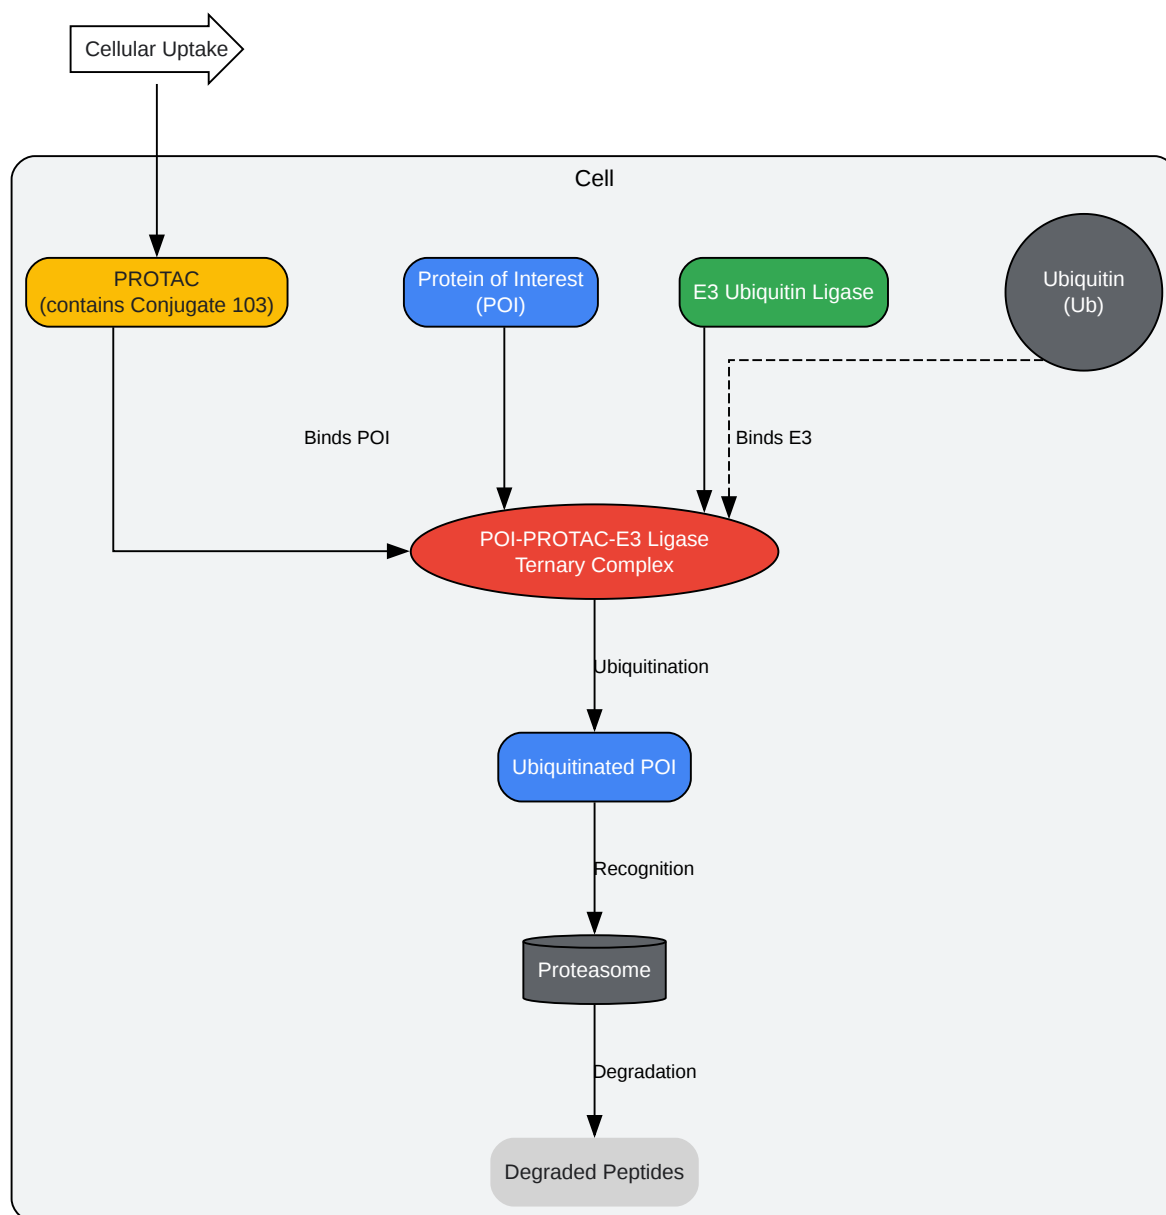 Cellular Uptake
Cell
PROTAC
(contains Conjugate 103)
Protein of Interest
(POI)
E3 Ubiquitin Ligase
Ubiquitin
(Ub)
Binds POI
Binds E3
POI-PROTAC-E3 Ligase
Ternary Complex
Ubiquitination
Ubiquitinated POI
Recognition
Proteasome
Degradation
Degraded Peptides